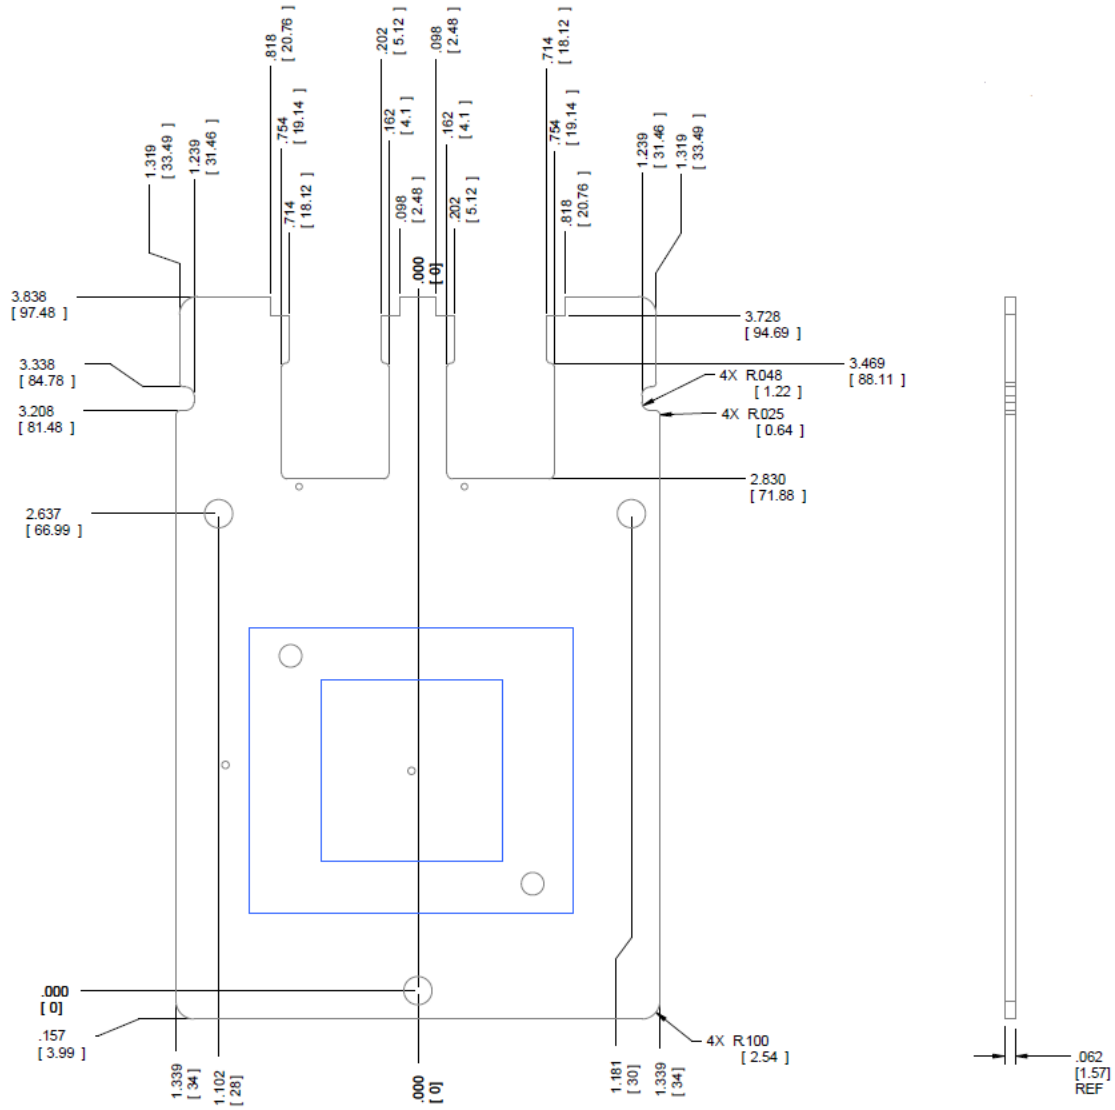 .818
[ 20.76 ]
.202
[ 5.12 ]
.098
[ 2.48 ]
.714
[ 18.12 ]
1.319
[ 33.49 ]
1.239
[ 31.46 ]
.754
[ 19.14 ]
.162
[ 4.1 ]
.162
[ 4.1 ]
.754
[ 19.14 ]
1.239
[ 31.46 ]
1.319
[ 33.49 ]
.714
[ 18.12 ]
.098
[ 2.48 ]
.202
[ 5.12 ]
.818
[ 20.76 ]
.000
[ 0]
3.838
[ 97.48 ]
3.728
[ 94.69 ]
3.338
[ 84.78 ]
3.469
[ 88.11 ]
4X R.048
[ 1.22 ]
3.208
[ 81.48 ]
4X R.025
[ 0.64 ]
2.830
[ 71.88 ]
2.637
[ 66.99 ]
.000
[ 0]
.157
[ 3.99 ]
4X R.100
[ 2.54 ]
1.339
[ 34]
1.102
[ 28]
.000
[ 0]
1.181
[ 30]
1.339
[ 34]
.062
[1.57]
REF